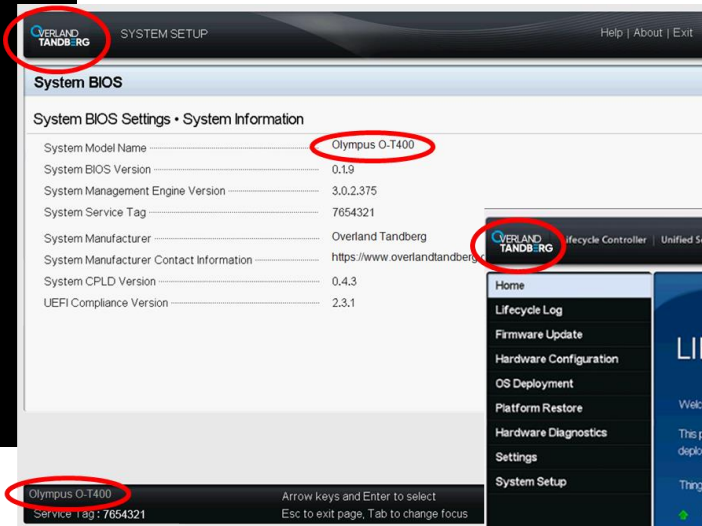 OVERLAND
TANDBERG
SYSTEM SETUP
Help | About | Exit
System BIOS
System BIOS Settings • System Information
System Model Name
Olympus O-T400
System BIOS Version
0.1.9
System Management Engine Version
3.0.2.375
System Service Tag
7654321
System Manufacturer
Overland Tandberg
System Manufacturer Contact Information
https://www.overlandtandberg.c
System CPLD Version
0.4.3
UEFI Compliance Version
2.3.1
Olympus O-T400
Service Tag : 7654321
Arrow keys and Enter to select
Esc to exit page, Tab to change focus
OVERLAND
TANDBERG
ifecycle Controller | Unified S
Home
Lifecycle Log
Firmware Update
Hardware Configuration
OS Deployment
Platform Restore
Hardware Diagnostics
Settings
System Setup
LI
Welc
This p
deplo
Thing